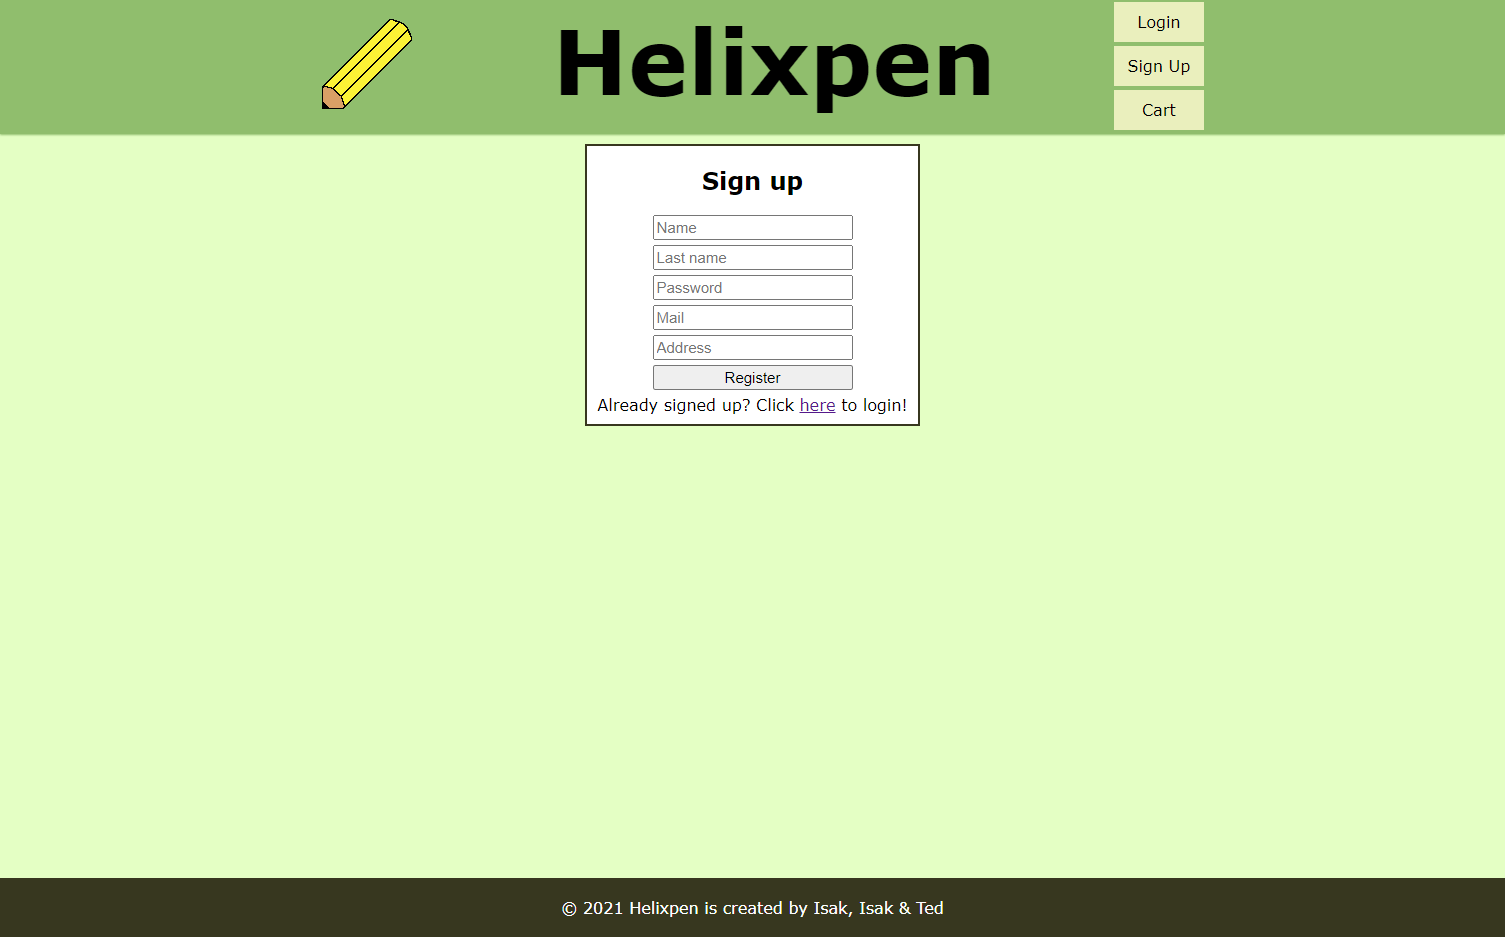 Helixpen
Login
Sign Up
Cart
Sign up
Name
Last name
Password
Mail
Address
Register
Already signed up? Click here to login!
© 2021 Helixpen is created by Isak, Isak & Ted